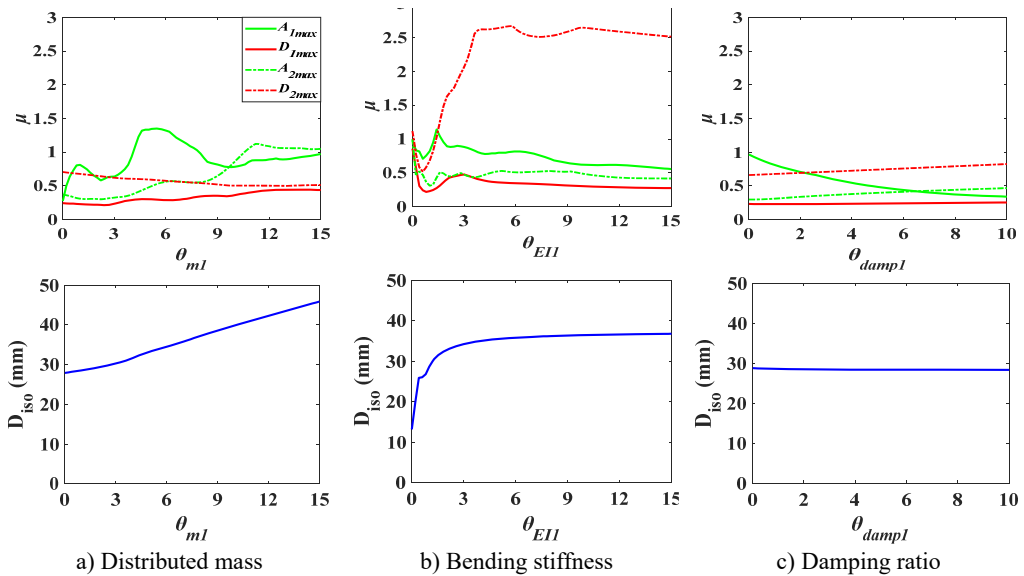 3
2.5
2
1.5
1
0.5
0
μ
0 3 6 9 12 15
θm1
A1max
D1max
A2max
D2max
3
2.5
2
1.5
1
0.5
0
μ
0 3 6 9 12 15
θEI1
3
2.5
2
1.5
1
0.5
0
μ
0 2 4 6 8 10
θdamp1
50
40
30
20
10
0
Diso (mm)
0 3 6 9 12 15
θm1
50
40
30
20
10
0
Diso (mm)
0 3 6 9 12 15
θEI1
50
40
30
20
10
0
Diso (mm)
0 2 4 6 8 10
θdamp1
a) Distributed mass
b) Bending stiffness
c) Damping ratio